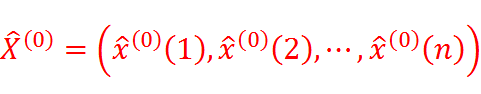 X̂⁽⁰⁾ = (x̂⁽⁰⁾(1), x̂⁽⁰⁾(2), ⋯, x̂⁽⁰⁾(n))